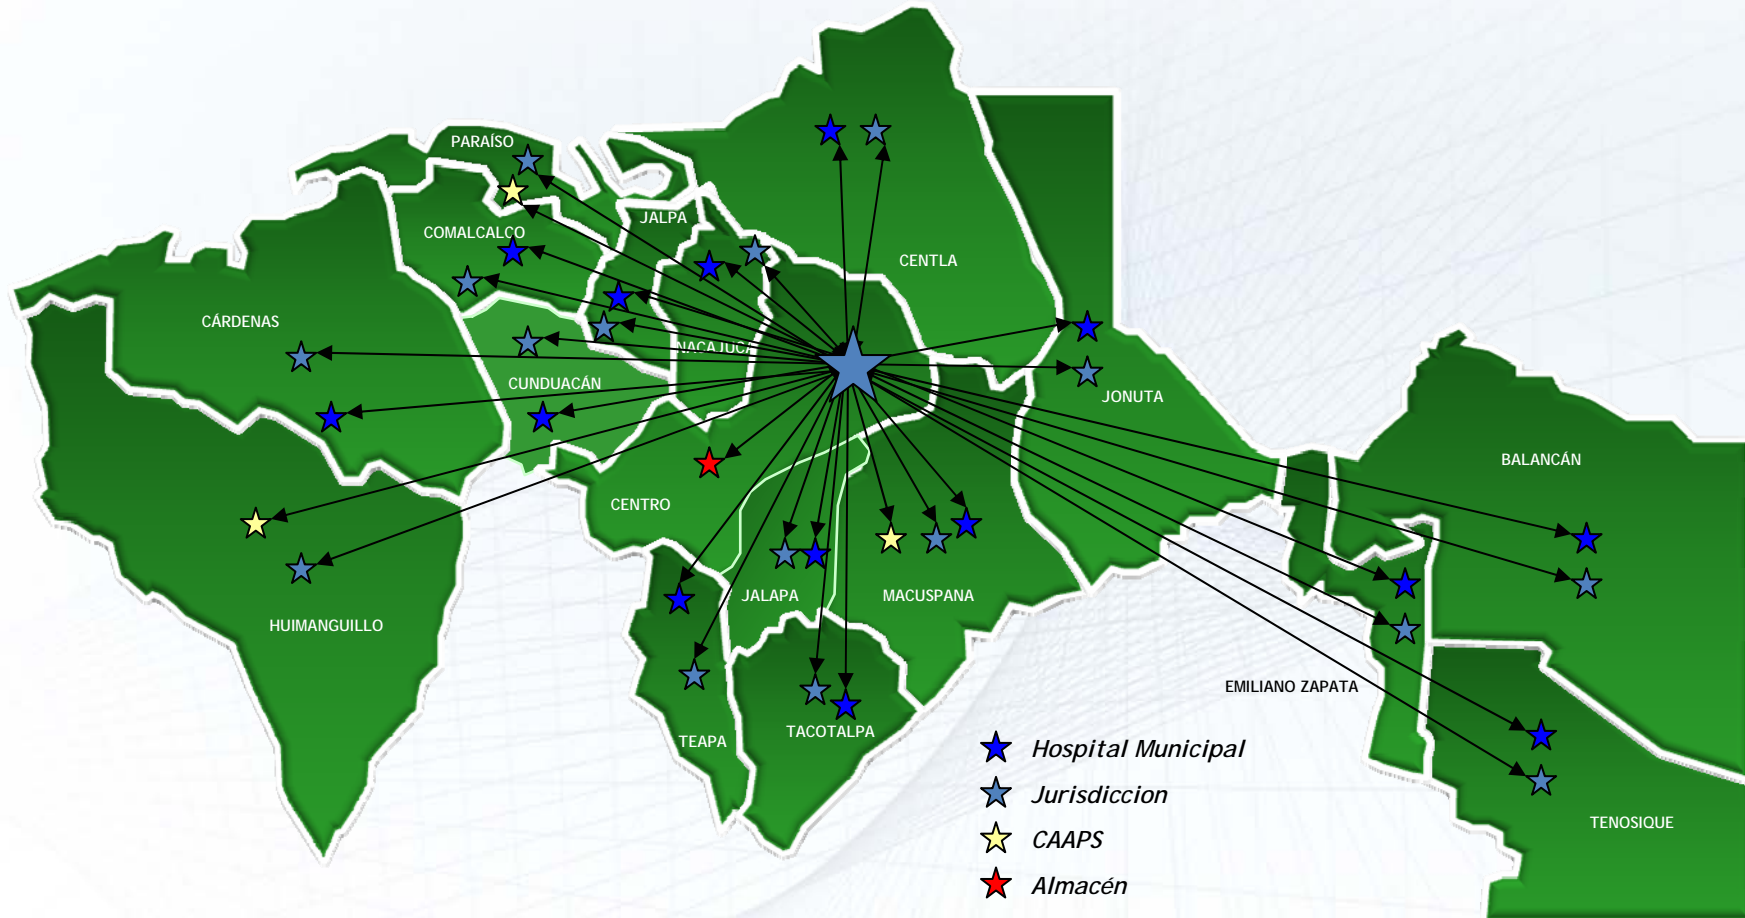 PARAÍSO
JALPA
COMALCALCO
CENTLA
CÁRDENAS
NACAJUCA
CUNDUACÁN
JONUTA
BALANCÁN
CENTRO
JALAPA
MACUSPANA
HUIMANGUILLO
EMILIANO ZAPATA
TACOTALPA
TEAPA
Hospital Municipal
Jurisdiccion
CAAPS
TENOSIQUE
Almacén